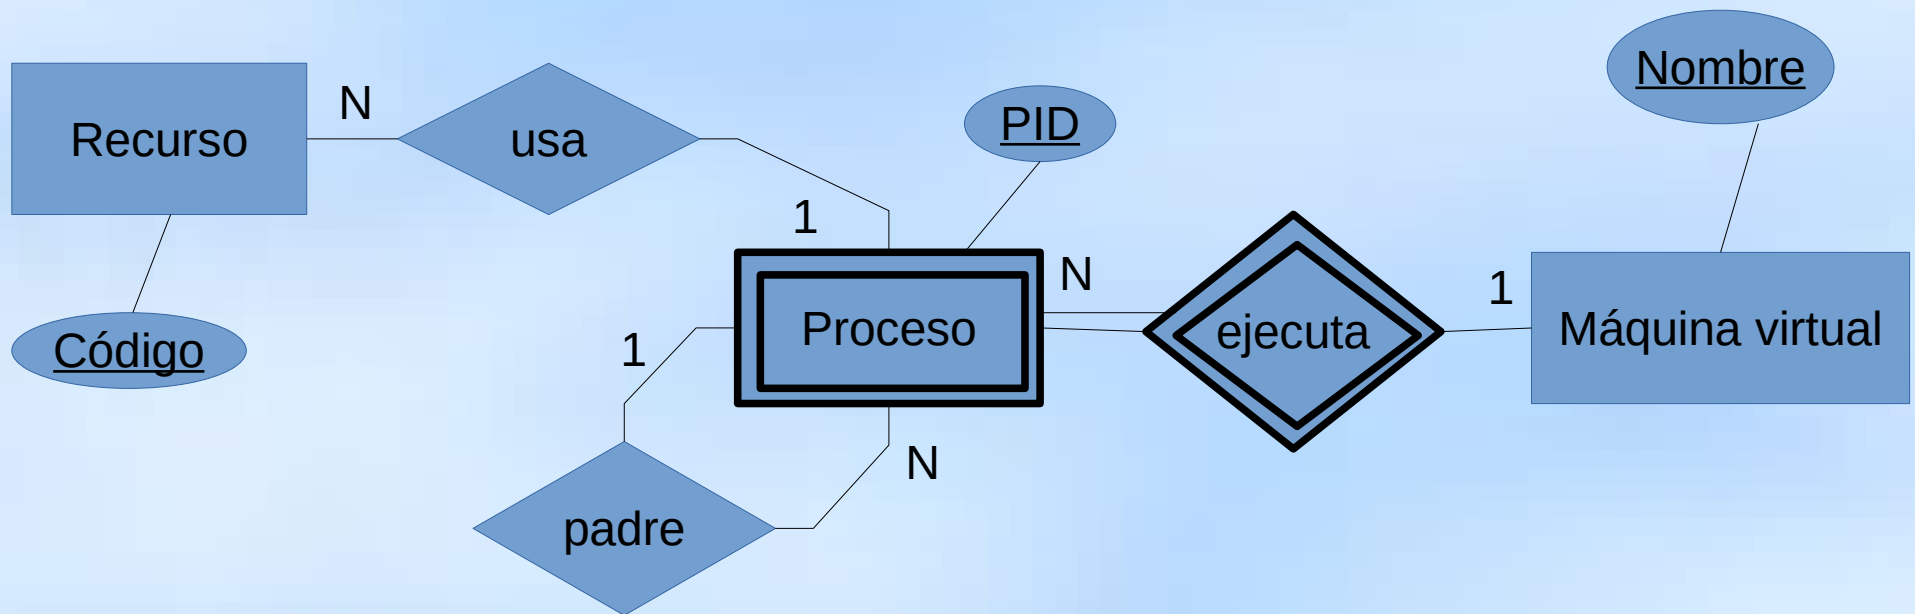 Nombre
N
PID
Recurso
usa
1
N
1
Proceso
ejecuta
Máquina virtual
1
Código
N
padre